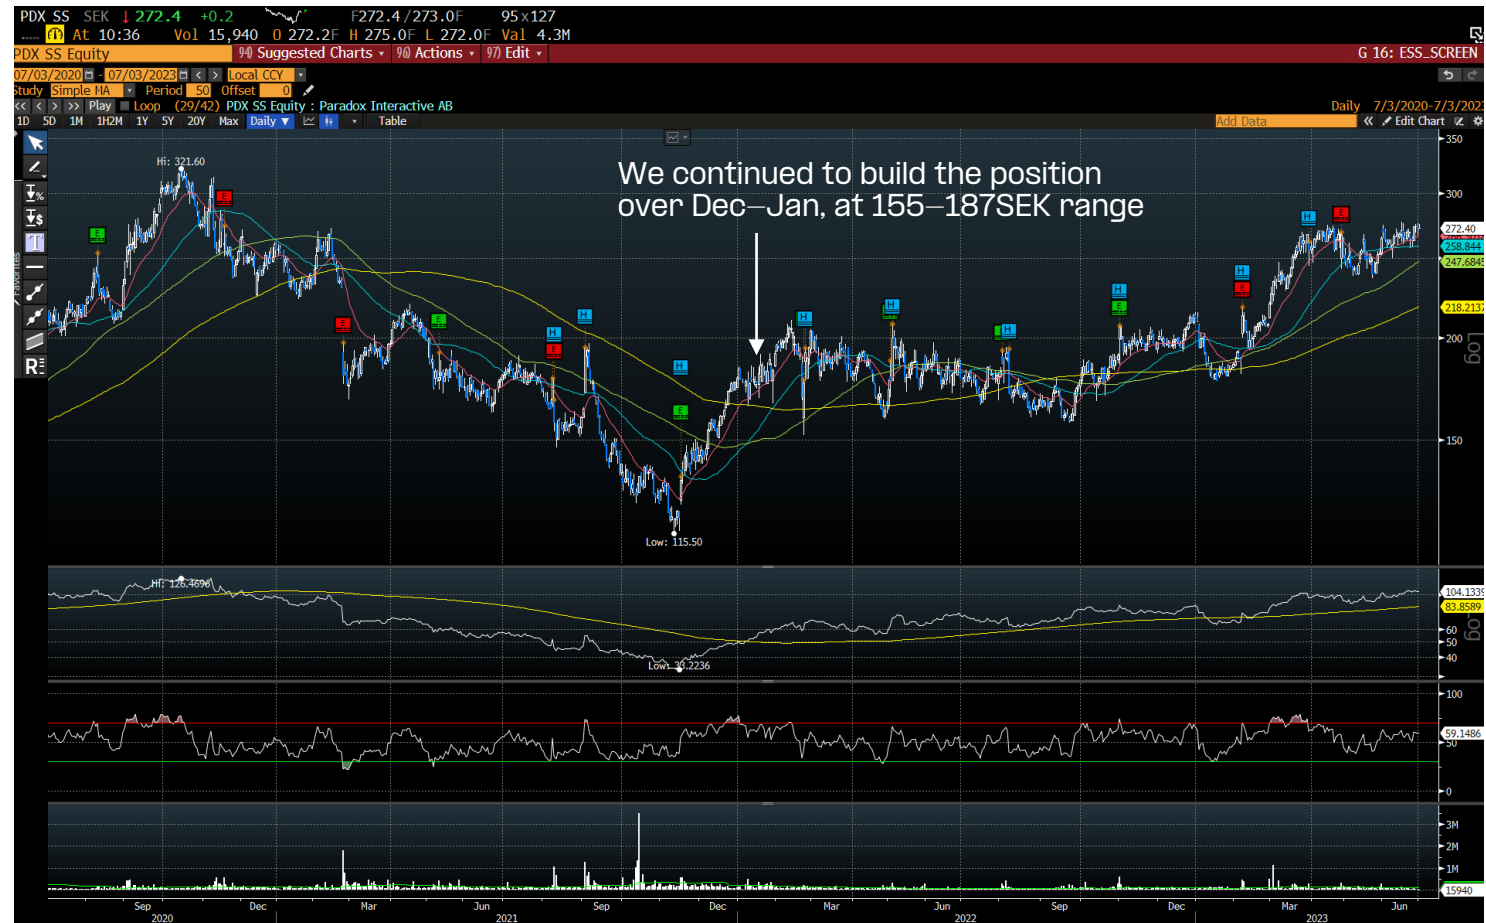 PDX SS SEK ↓ 272.4 +0.2 F272.4/273.0F 95x127
At 10:36 Vol 15,940 O 272.2F H 275.0F L 272.0F Val 4.3M
PDX SS Equity 94) Suggested Charts 96) Actions 97) Edit G 16: ESS_SCREEN
07/03/2020 - 07/03/2023 < > Local CCY
Study Simple MA Period 50 Offset 0
<< < > >> Play Loop (29/42) PDX SS Equity : Paradox Interactive AB Daily 7/3/2020-7/3/2023
1D 5D 1M 1H2M 1Y 5Y 20Y Max Daily ▼ Table Add Data « Edit Chart
We continued to build the position
over Dec–Jan, at 155–187SEK range
Hi: 321.60
Low: 115.50
350
300
272.40
258.844
247.6845
218.2137
200
150
Log
Favorites
Hi: 126.4696
Low: 33.2236
104.1339
83.8589
60
50
40
Log
100
59.1486
50
0
3M
2M
1M
15940
Sep Dec Mar Jun Sep Dec Mar Jun Sep Dec Mar Jun
2020 2021 2022 2023